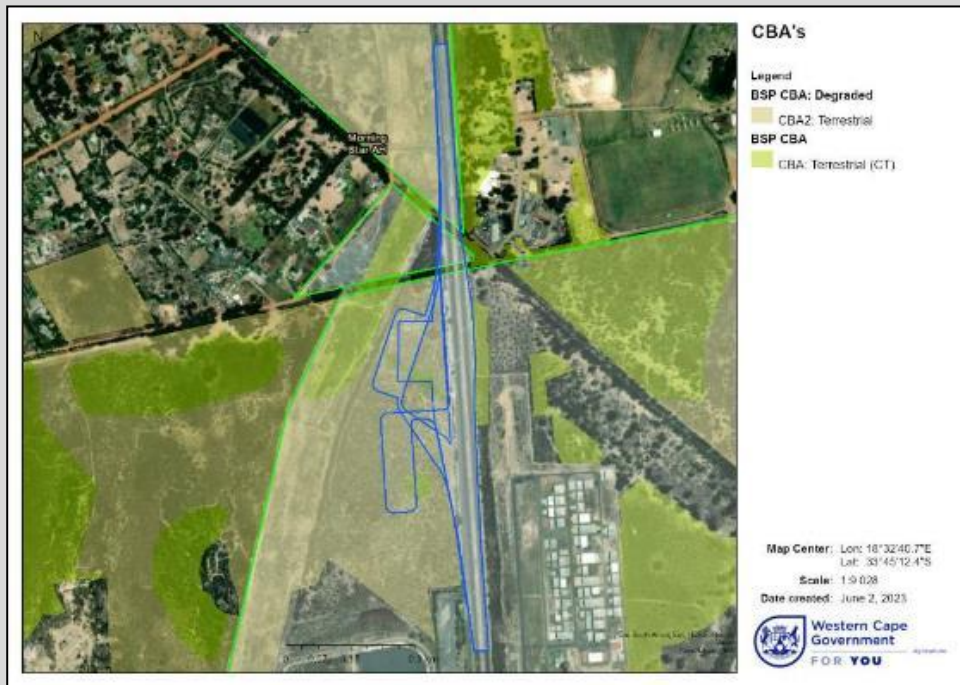 N
Morning
Star AH
CBA's
Legend
BSP CBA: Degraded
CBA2: Terrestrial
BSP CBA
CBA: Terrestrial (CT)
Map Center: Lon: 18°32'40.7"E
Lat: 33°45'12.4"S
Scale: 1:9 028
Date created: June 2, 2023
Western Cape
Government
FOR YOU